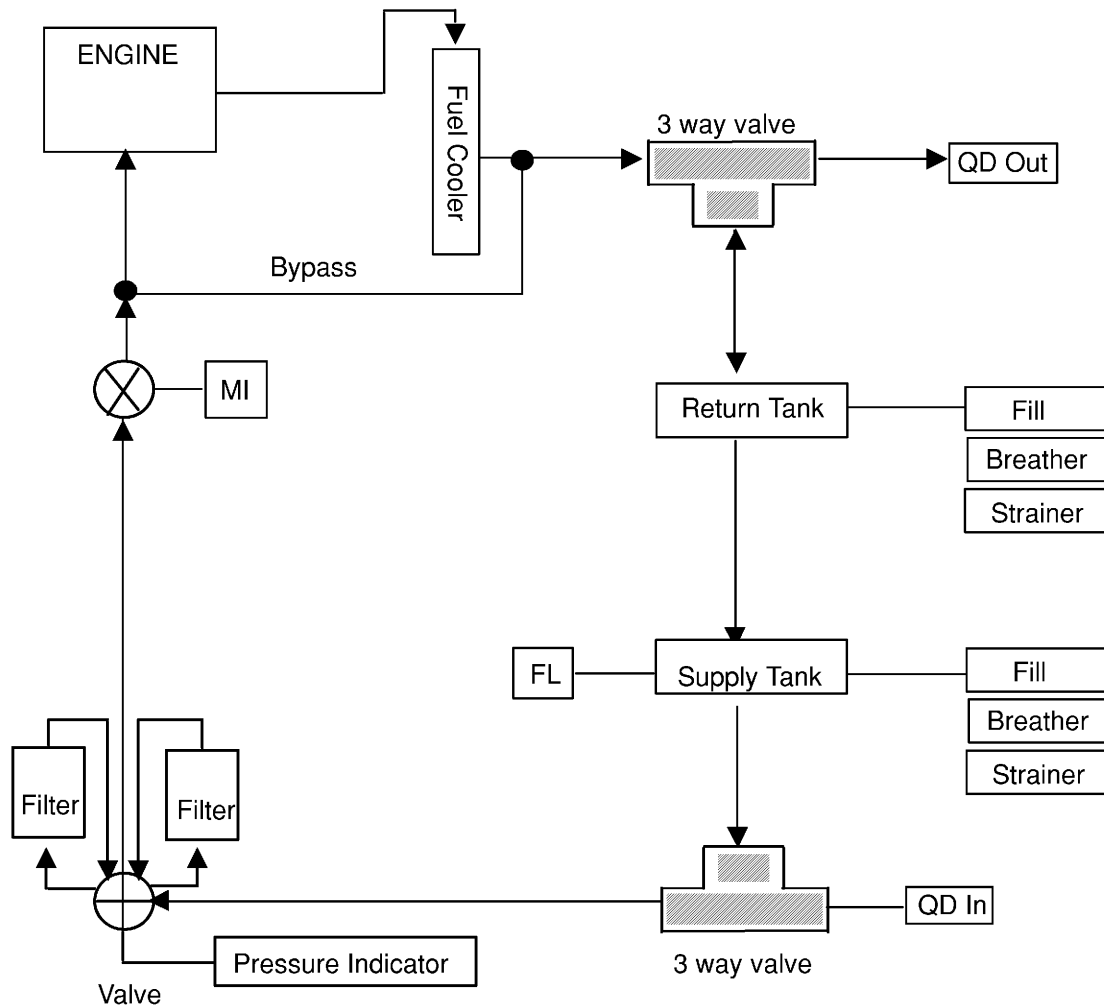 ENGINE
Fuel Cooler
3 way valve
QD Out
Bypass
MI
Return Tank
Fill
Breather
Strainer
FL
Supply Tank
Fill
Breather
Strainer
Filter
Filter
QD In
Pressure Indicator
3 way valve
Valve